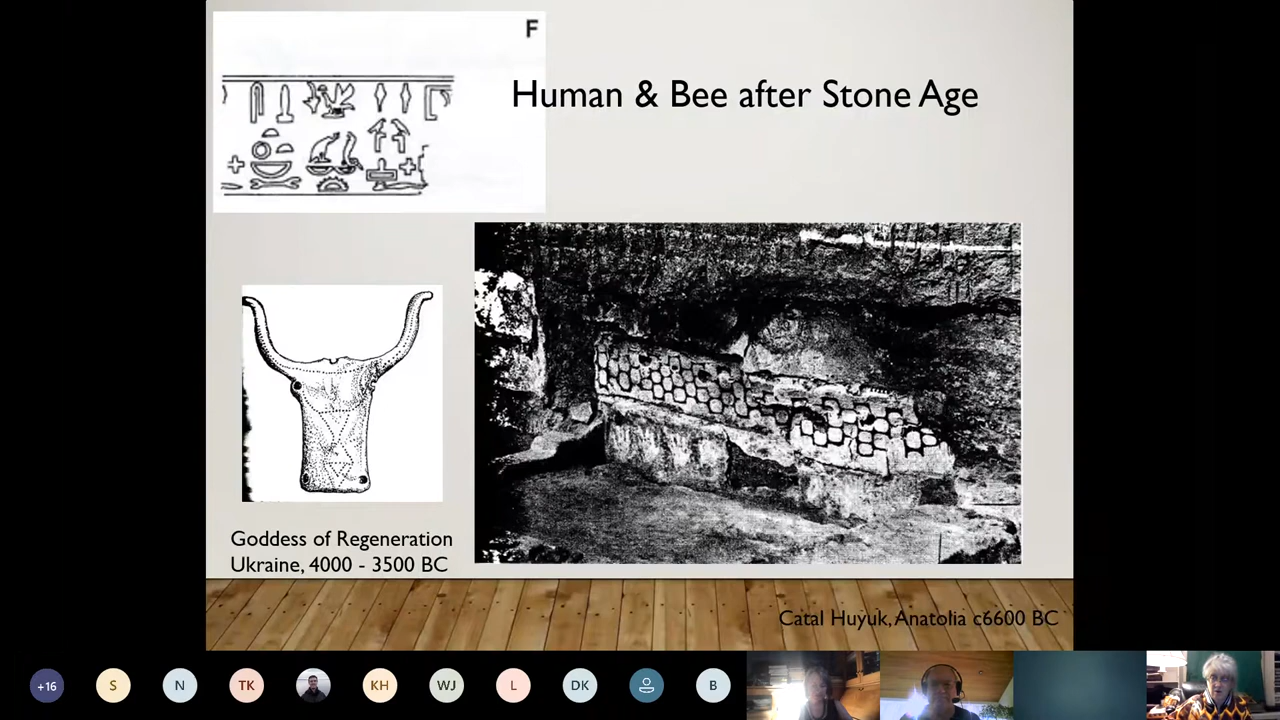 F
Human & Bee after Stone Age
Goddess of Regeneration
Ukraine, 4000 - 3500 BC
Catal Huyuk, Anatolia c6600 BC
+16
S
N
TK
KH
WJ
L
DK
B